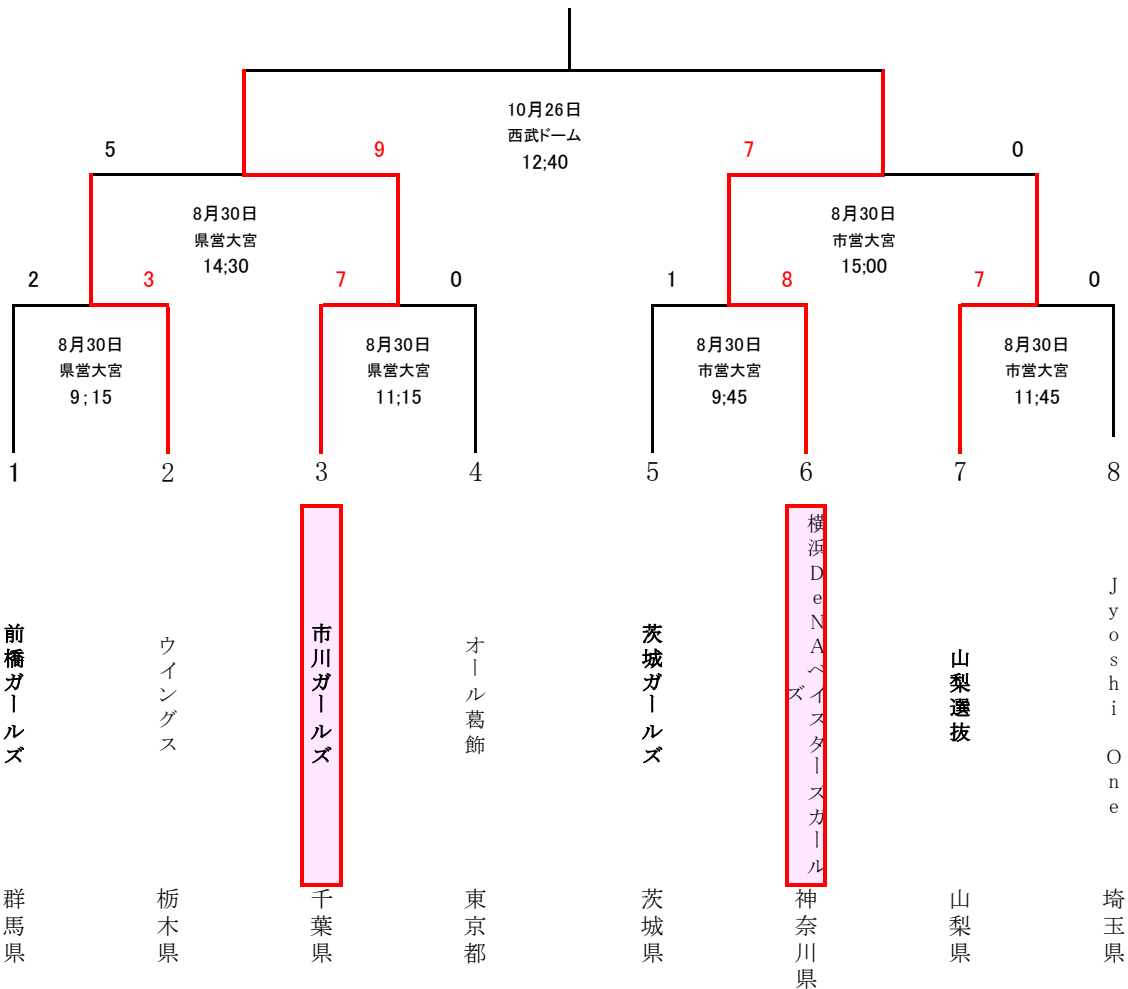 10月26日
西武ドーム
12;40
5
9
7
0
8月30日
県営大宮
14;30
8月30日
市営大宮
15;00
2
3
7
0
1
8
7
0
8月30日
県営大宮
9;15
8月30日
県営大宮
11;15
8月30日
市営大宮
9;45
8月30日
市営大宮
11;45
1
2
3
4
5
6
7
8
前橋ガールズ
ウイングス
市川ガールズ
オール葛飾
茨城ガールズ
横浜DeNAベイスターズガール
ズ
山梨選抜
Jyoshi One
群馬県
栃木県
千葉県
東京都
茨城県
神奈川県
山梨県
埼玉県